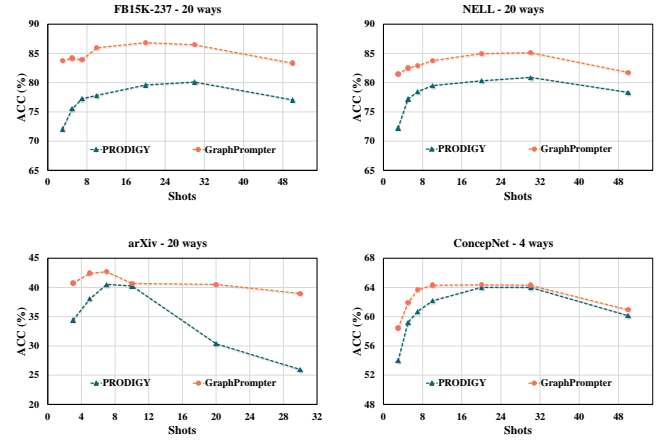 FB15K-237 - 20 ways
NELL - 20 ways
90
85
80
75
70
65
ACC (%)
PRODIGY
GraphPrompter
0 8 16 24 32 40 48
Shots
90
85
80
75
70
65
ACC (%)
PRODIGY
GraphPrompter
0 8 16 24 32 40 48
Shots
arXiv - 20 ways
ConcepNet - 4 ways
45
40
35
30
25
20
ACC (%)
PRODIGY
GraphPrompter
0 4 8 12 16 20 24 28 32
Shots
68
64
60
56
52
48
ACC (%)
PRODIGY
GraphPrompter
0 8 16 24 32 40 48
Shots